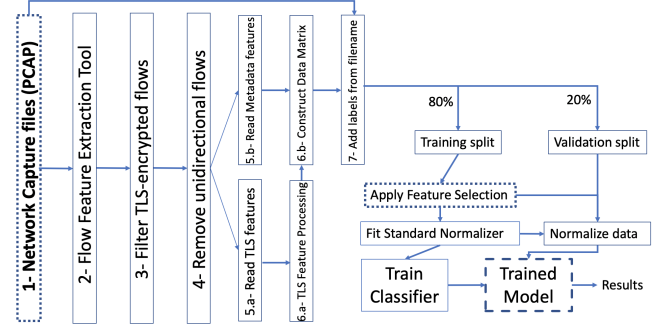 1- Network Capture files (PCAP)
2- Flow Feature Extraction Tool
3- Filter TLS-encrypted flows
4- Remove unidirectional flows
5.b- Read Metadata features
5.a- Read TLS features
6.b- Construct Data Matrix
6.a- TLS Feature Processing
7- Add labels from filename
80%
20%
Training split
Validation split
Apply Feature Selection
Fit Standard Normalizer
Normalize data
Train
Classifier
Trained
Model
Results